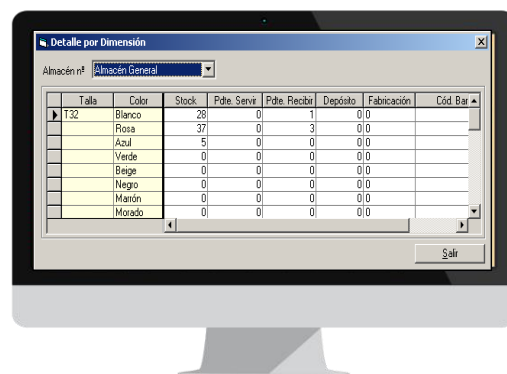 Detalle por Dimensión
Almacén nº Almacén General
Talla Color Stock Pdte. Servir Pdte. Recibir Depósito Fabricación Cód. Bar
T32 Blanco 28 0 1 0 0
Rosa 37 0 3 0 0
Azul 5 0 0 0 0
Verde 0 0 0 0 0
Beige 0 0 0 0 0
Negro 0 0 0 0 0
Marrón 0 0 0 0 0
Morado 0 0 0 0 0
Salir